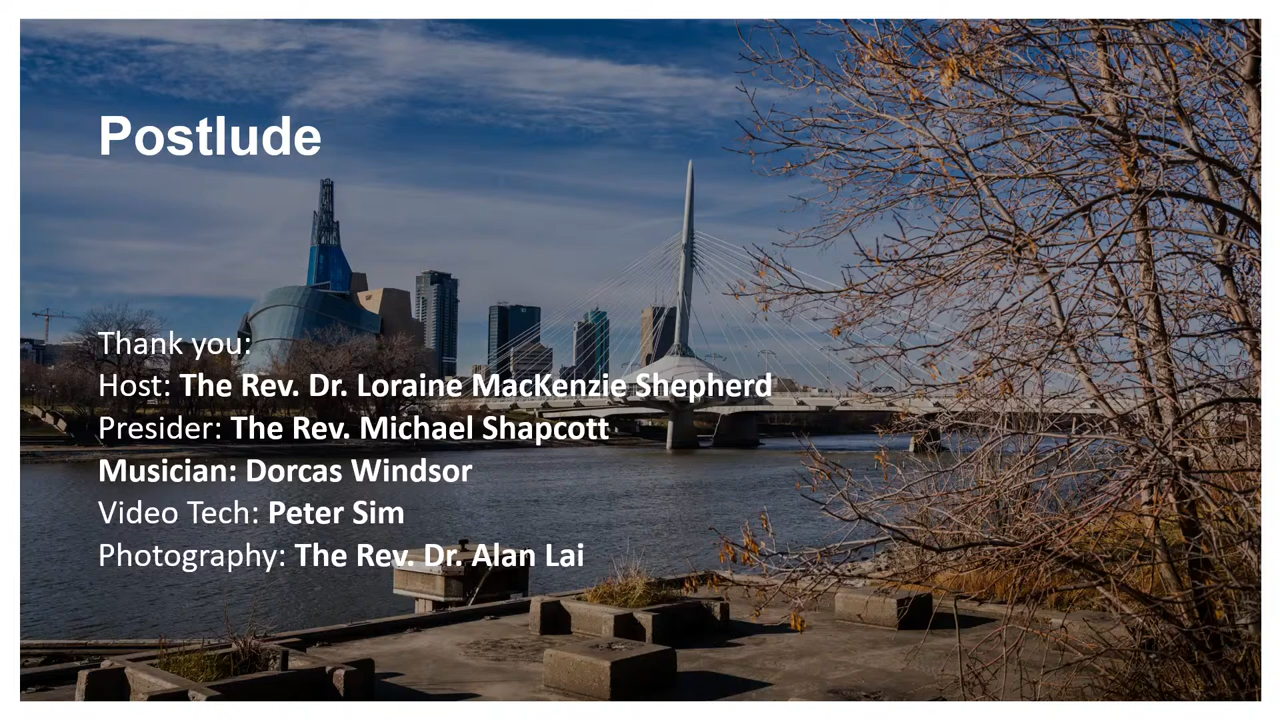 Postlude
Thank you:
Host: The Rev. Dr. Loraine MacKenzie Shepherd
Presider: The Rev. Michael Shapcott
Musician: Dorcas Windsor
Video Tech: Peter Sim
Photography: The Rev. Dr. Alan Lai